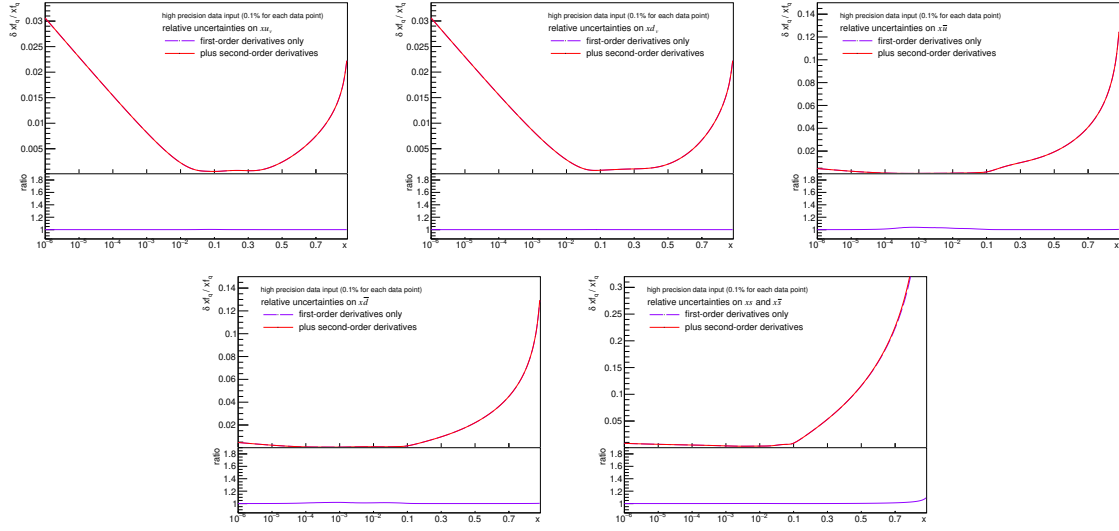 δ xf_q / xf_q
0.03
0.025
0.02
0.015
0.01
0.005
high precision data input (0.1% for each data point)
relative uncertainties on xu_v
first-order derivatives only
plus second-order derivatives
ratio
1.8
1.6
1.4
1.2
1
10⁻⁶ 10⁻⁵ 10⁻⁴ 10⁻³ 10⁻² 0.1 0.3 0.5 0.7 x
δ xf_q / xf_q
0.03
0.025
0.02
0.015
0.01
0.005
high precision data input (0.1% for each data point)
relative uncertainties on xd_v
first-order derivatives only
plus second-order derivatives
ratio
1.8
1.6
1.4
1.2
1
10⁻⁶ 10⁻⁵ 10⁻⁴ 10⁻³ 10⁻² 0.1 0.3 0.5 0.7 x
δ xf_q / xf_q
0.14
0.12
0.1
0.08
0.06
0.04
0.02
high precision data input (0.1% for each data point)
relative uncertainties on xu̅
first-order derivatives only
plus second-order derivatives
ratio
1.8
1.6
1.4
1.2
1
10⁻⁶ 10⁻⁵ 10⁻⁴ 10⁻³ 10⁻² 0.1 0.3 0.5 0.7 x
δ xf_q / xf_q
0.14
0.12
0.1
0.08
0.06
0.04
0.02
high precision data input (0.1% for each data point)
relative uncertainties on xd̅
first-order derivatives only
plus second-order derivatives
ratio
1.8
1.6
1.4
1.2
1
10⁻⁶ 10⁻⁵ 10⁻⁴ 10⁻³ 10⁻² 0.1 0.3 0.5 0.7 x
δ xf_q / xf_q
0.3
0.25
0.2
0.15
0.1
0.05
high precision data input (0.1% for each data point)
relative uncertainties on xs and xs̅
first-order derivatives only
plus second-order derivatives
ratio
1.8
1.6
1.4
1.2
1
10⁻⁶ 10⁻⁵ 10⁻⁴ 10⁻³ 10⁻² 0.1 0.3 0.5 0.7 x